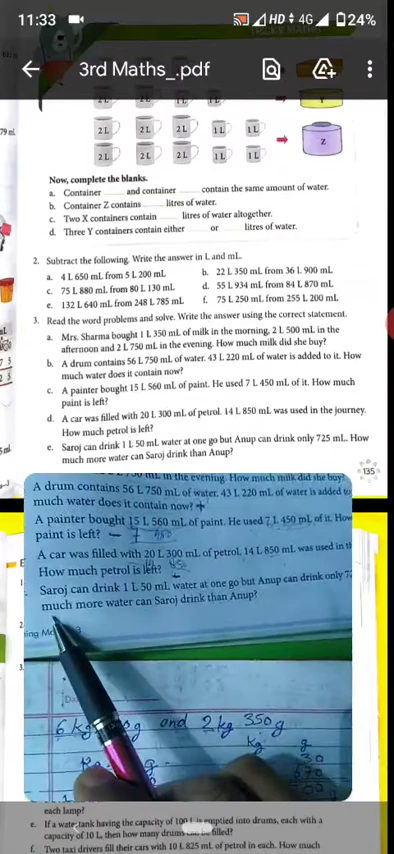 11:33 HD 4G 24%
3rd Maths_.pdf
79 mL
2 L 2 L 1 L 1 L Y
2 L 2 L 2 L 1 L 1 L
2 L 2 L 2 L 1 L 1 L Z
Now, complete the blanks.
a. Container and container contain the same amount of water.
b. Container Z contains litres of water.
c. Two X containers contain litres of water altogether.
d. Three Y containers contain either or litres of water.
2. Subtract the following. Write the answer in L and mL.
a. 4 L 650 mL from 5 L 200 mL b. 22 L 350 mL from 36 L 900 mL
c. 75 L 880 mL from 80 L 130 mL d. 55 L 934 mL from 84 L 870 mL
e. 132 L 640 mL from 248 L 785 mL f. 75 L 250 mL from 255 L 200 mL
3. Read the word problems and solve. Write the answer using the correct statement.
a. Mrs. Sharma bought 1 L 350 mL of milk in the morning, 2 L 500 mL in the
afternoon and 2 L 750 mL in the evening. How much milk did she buy?
b. A drum contains 56 L 750 mL of water. 43 L 220 mL of water is added to it. How
much water does it contain now?
c. A painter bought 15 L 560 mL of paint. He used 7 L 450 mL of it. How much
paint is left?
d. A car was filled with 20 L 300 mL of petrol. 14 L 850 mL was used in the journey.
How much petrol is left?
e. Saroj can drink 1 L 50 mL water at one go but Anup can drink only 725 mL. How
much more water can Saroj drink than Anup?
135
mL in the evening. How much milk did she buy?
A drum contains 56 L 750 mL of water. 43 L 220 mL of water is added to
much water does it contain now? +
A painter bought 15 L 560 mL of paint. He used 7 L 450 mL of it. How
paint is left? -
A car was filled with 20 L 300 mL of petrol. 14 L 850 mL was used in th
How much petrol is left?
Saroj can drink 1 L 50 mL water at one go but Anup can drink only 7
much more water can Saroj drink than Anup?
6 kg g and 2 kg 350 g
kg g
each lamp?
e. If a water tank having the capacity of 100 L is emptied into drums, each with a
capacity of 10 L, then how many drums can be filled?
f. Two taxi drivers fill their cars with 10 L 825 mL of petrol in each. How much